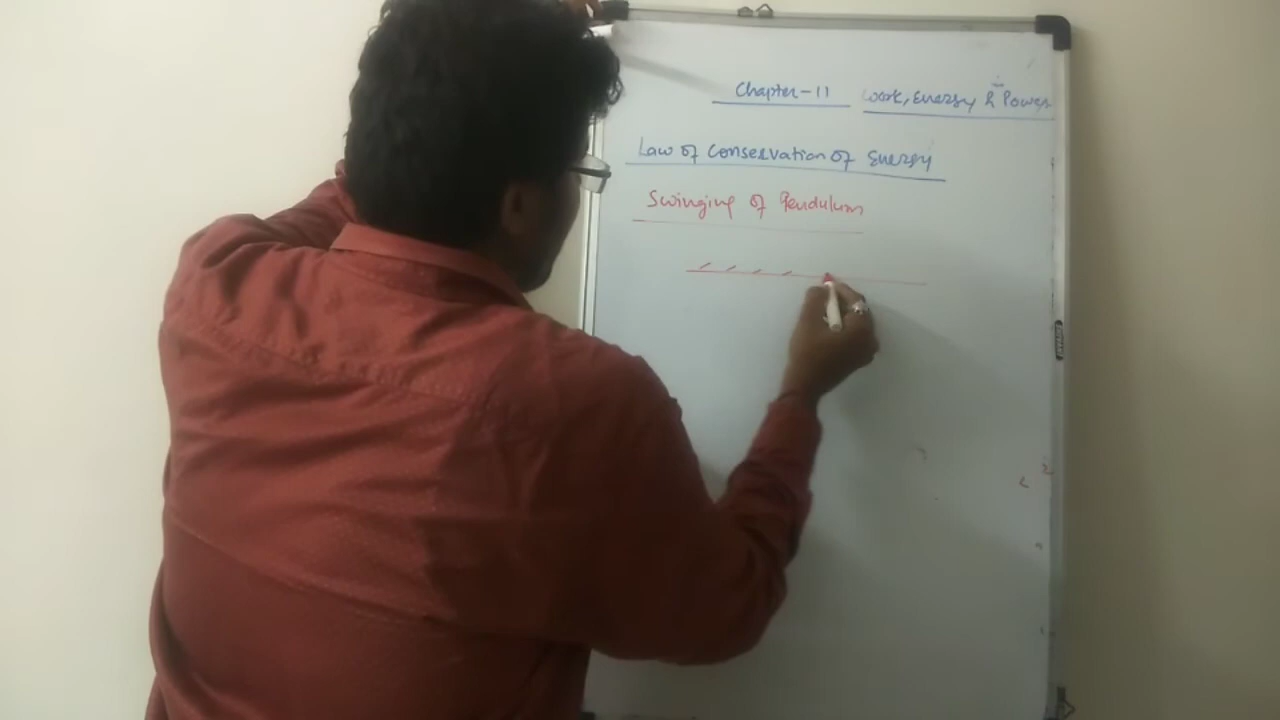 Chapter-11 Work, Energy & Power
Law of Conservation of Energy
Swinging of Pendulum